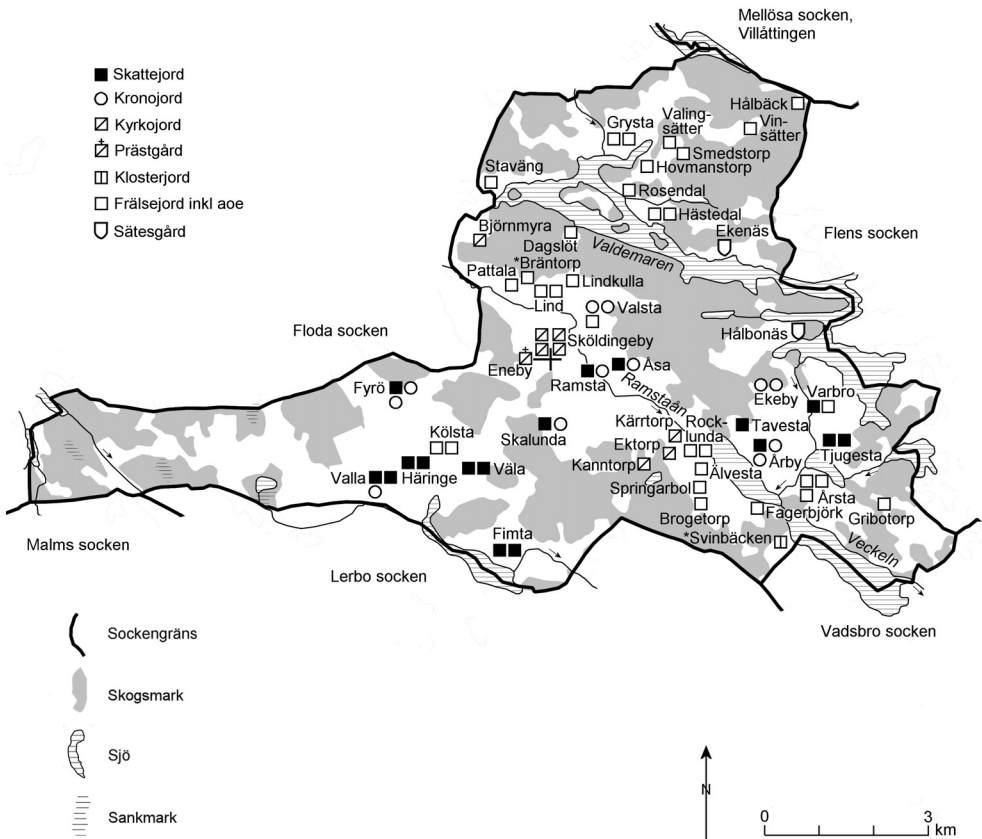 Mellösa socken,
Villåttingen
Skattejord
Kronojord
Kyrkojord
Prästgård
Klosterjord
Frälsejord inkl aoe
Sätesgård
Hålbäck
Vin-
sätter
Valing-
sätter
Grysta
Smedstorp
Hovmanstorp
Staväng
Rosendal
Hästedal
Ekenäs
Flens socken
Björnmyra
Dagslöt
Valdemaren
*Bräntorp
Pattala
Lindkulla
Lind
Valsta
Hålbonäs
Floda socken
Sköldingeby
Eneby
Åsa
Ramsta
Ramstaån
Fyrö
Ekeby
Varbro
Skalunda
Kärrtorp
Rock-
lunda
Tavesta
Kölsta
Ektorp
Årby
Tjugesta
Kanntorp
Älvesta
Valla
Häringe
Väla
Springarbol
Årsta
Brogetorp
Fagerbjörk
Gribotorp
Fimta
*Svinbäcken
Veckeln
Malms socken
Lerbo socken
Vadsbro socken
Sockengräns
Skogsmark
Sjö
Sankmark
N
0 3
km